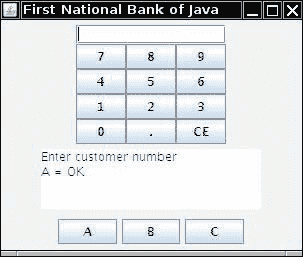 First National Bank of Java
7 8 9
4 5 6
1 2 3
0 . CE
Enter customer number
A = OK
A B C